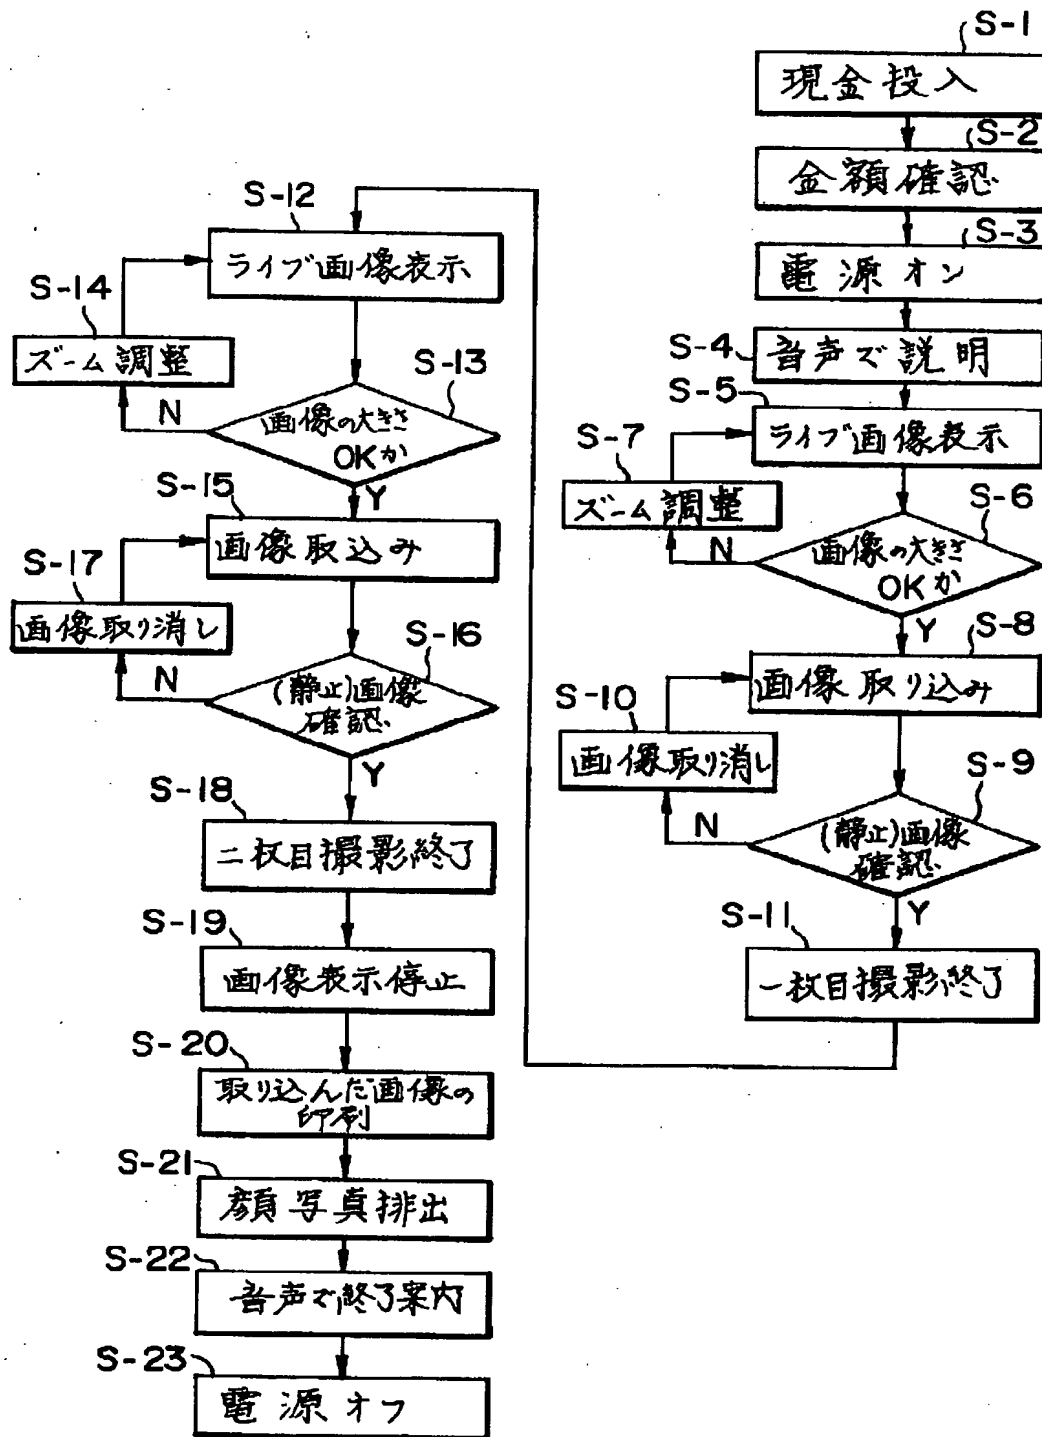 S-1
現金投入
S-2
金額確認
S-3
電源オン
S-4
音声で説明
S-5
ライブ画像表示
S-6
画像の大きさ
OKか
N
Y
S-7
ズーム調整
S-8
画像取り込み
S-9
(静止)画像
確認
N
Y
S-10
画像取り消し
S-11
一枚目撮影終了
S-12
ライブ画像表示
S-13
画像の大きさ
OKか
N
Y
S-14
ズーム調整
S-15
画像取込み
S-16
(静止)画像
確認
N
Y
S-17
画像取り消し
S-18
二枚目撮影終了
S-19
画像表示停止
S-20
取り込んだ画像の
印刷
S-21
顔写真排出
S-22
音声で終了案内
S-23
電源オフ